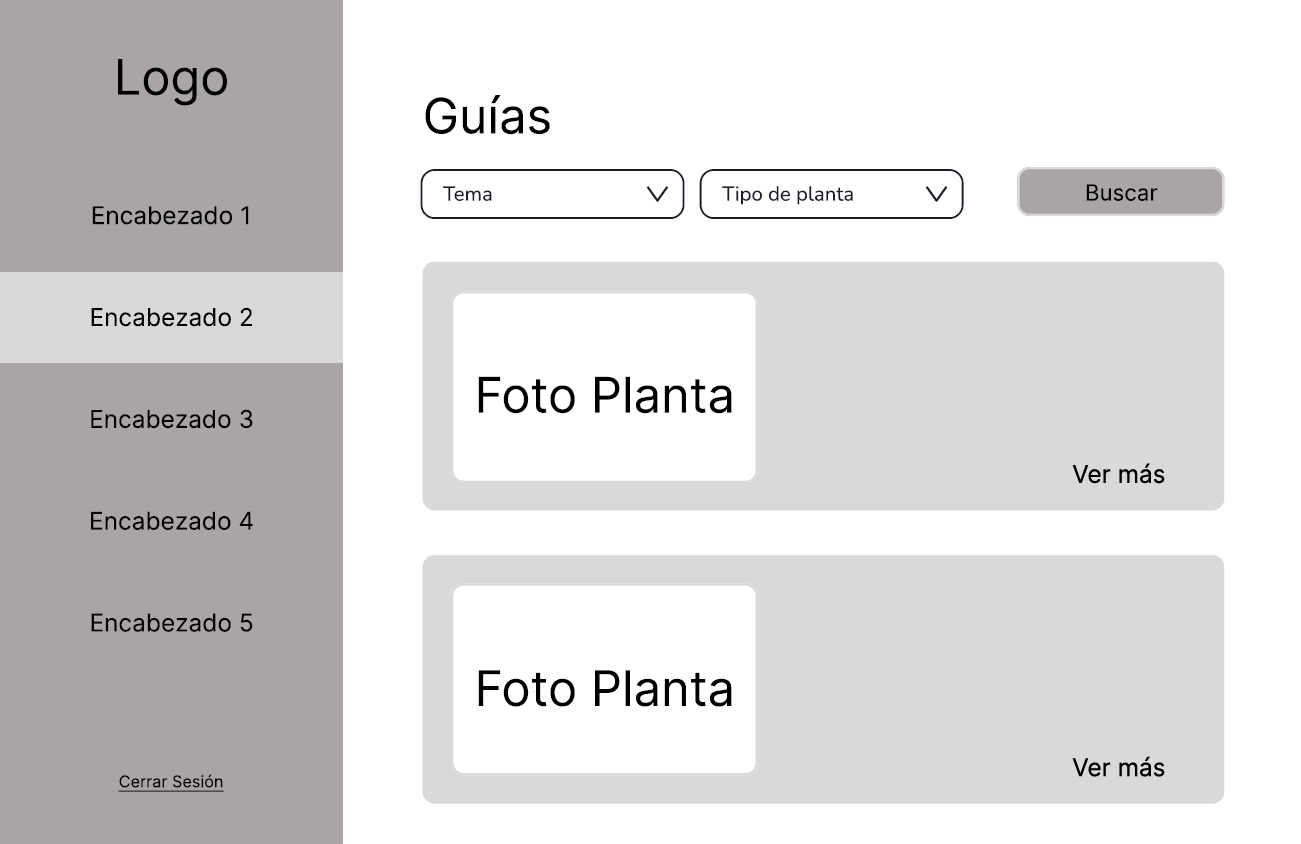 Logo
Encabezado 1
Encabezado 2
Encabezado 3
Encabezado 4
Encabezado 5
Cerrar Sesión
Guías
Tema
Tipo de planta
Buscar
Foto Planta
Ver más
Foto Planta
Ver más